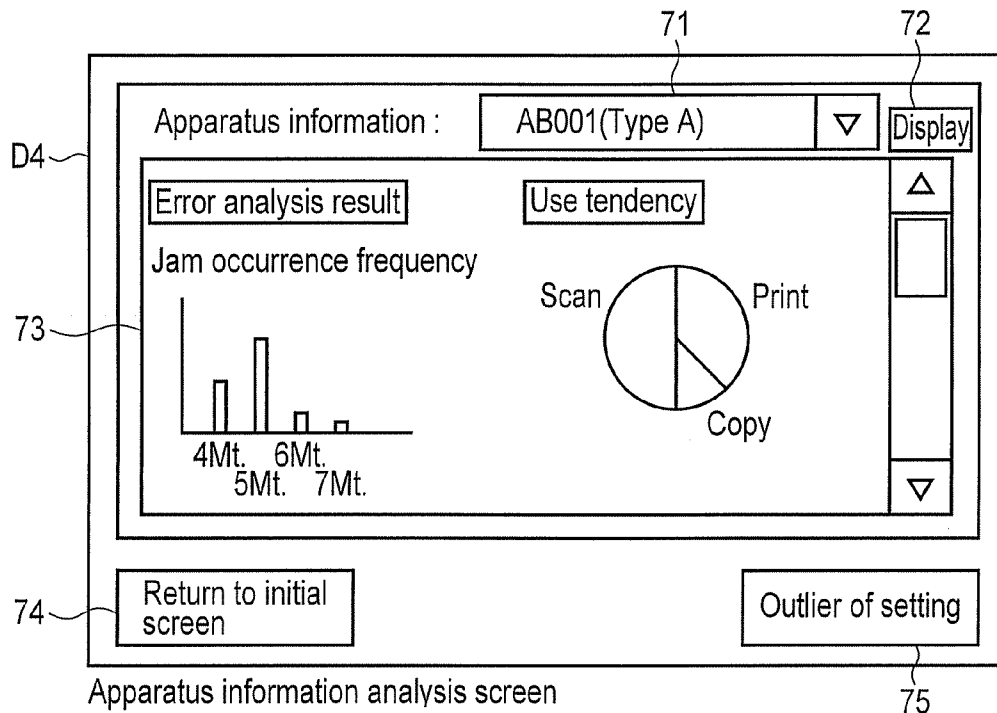 71
72
Apparatus information :
AB001(Type A)
▽
Display
D4
△
Error analysis result
Use tendency
Jam occurrence frequency
Scan
Print
73
Copy
4Mt.
6Mt.
5Mt.
7Mt.
▽
74
Return to initial
screen
Outlier of setting
Apparatus information analysis screen
75